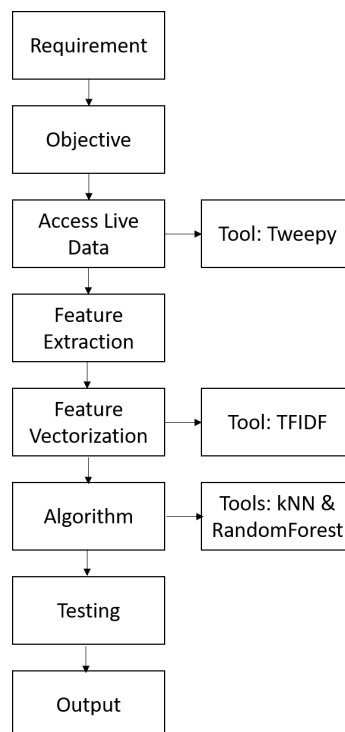 Requirement
Objective
Access Live
Data
Tool: Tweepy
Feature
Extraction
Feature
Vectorization
Tool: TFIDF
Algorithm
Tools: kNN &
RandomForest
Testing
Output